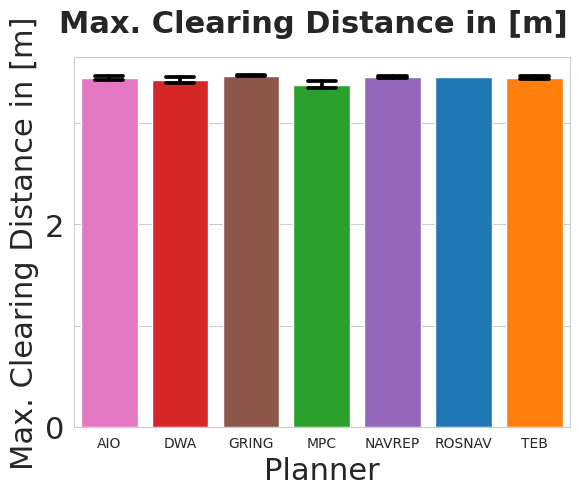 Max. Clearing Distance in [m]
Max. Clearing Distance in [m]
2
0
AIO DWA GRING MPC NAVREP ROSNAV TEB
Planner